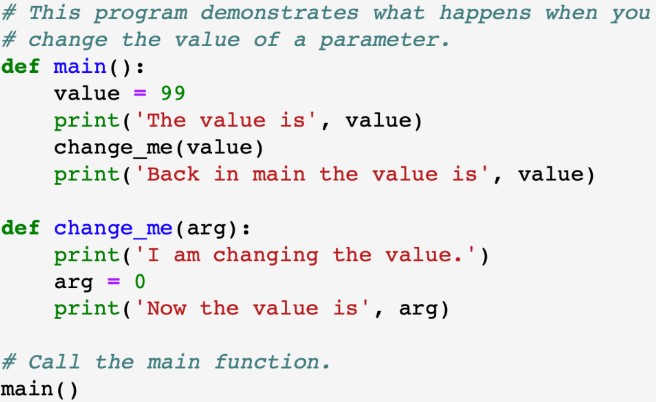 # This program demonstrates what happens when you
# change the value of a parameter.
def main():
    value = 99
    print('The value is', value)
    change_me(value)
    print('Back in main the value is', value)

def change_me(arg):
    print('I am changing the value.')
    arg = 0
    print('Now the value is', arg)

# Call the main function.
main()